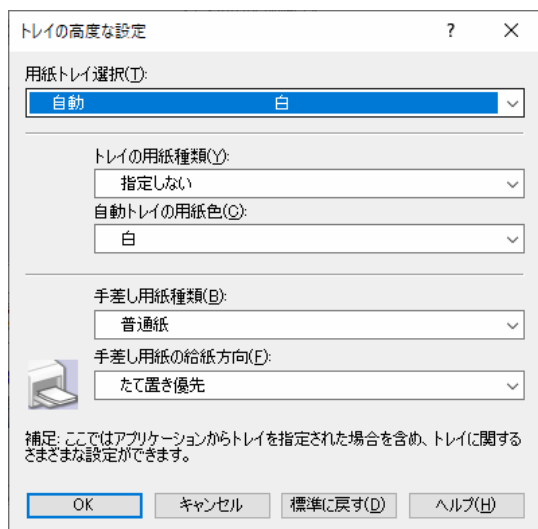 トレイの高度な設定 ? ×
用紙トレイ選択(T):
自動 白
トレイの用紙種類(Y):
指定しない
自動トレイの用紙色(C):
白
手差し用紙種類(B):
普通紙
手差し用紙の給紙方向(F):
たて置き優先
補足: ここではアプリケーションからトレイを指定された場合を含め、トレイに関する
さまざまな設定ができます。
OK キャンセル 標準に戻す(D) ヘルプ(H)